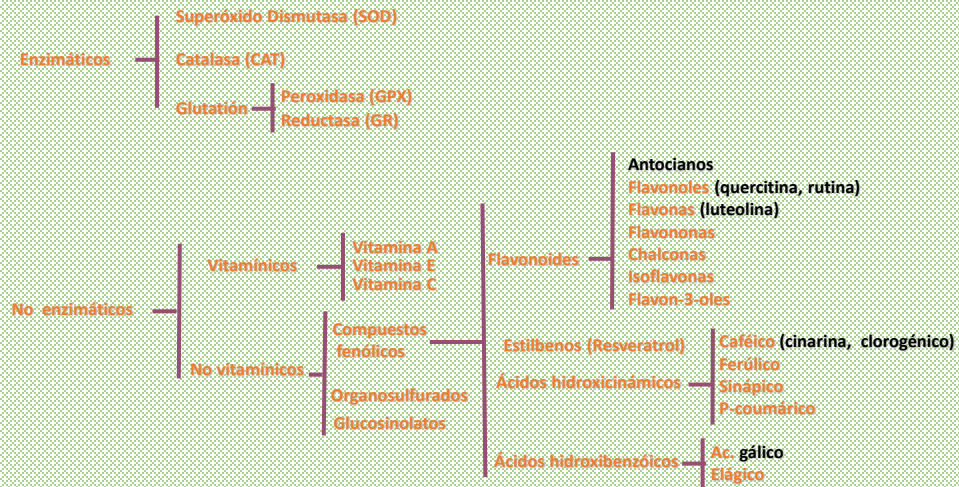 Enzimáticos
Superóxido Dismutasa (SOD)
Catalasa (CAT)
Glutatión
Peroxidasa (GPX)
Reductasa (GR)
No enzimáticos
Vitamínicos
Vitamina A
Vitamina E
Vitamina C
No vitamínicos
Compuestos
fenólicos
Organosulfurados
Glucosinolatos
Flavonoides
Antocianos
Flavonoles (quercitina, rutina)
Flavonas (luteolina)
Flavononas
Chalconas
Isoflavonas
Flavon-3-oles
Estilbenos (Resveratrol)
Ácidos hidroxicinámicos
Caféico (cinarina, clorogénico)
Ferúlico
Sinápico
P-coumárico
Ácidos hidroxibenzóicos
Ac. gálico
Elágico